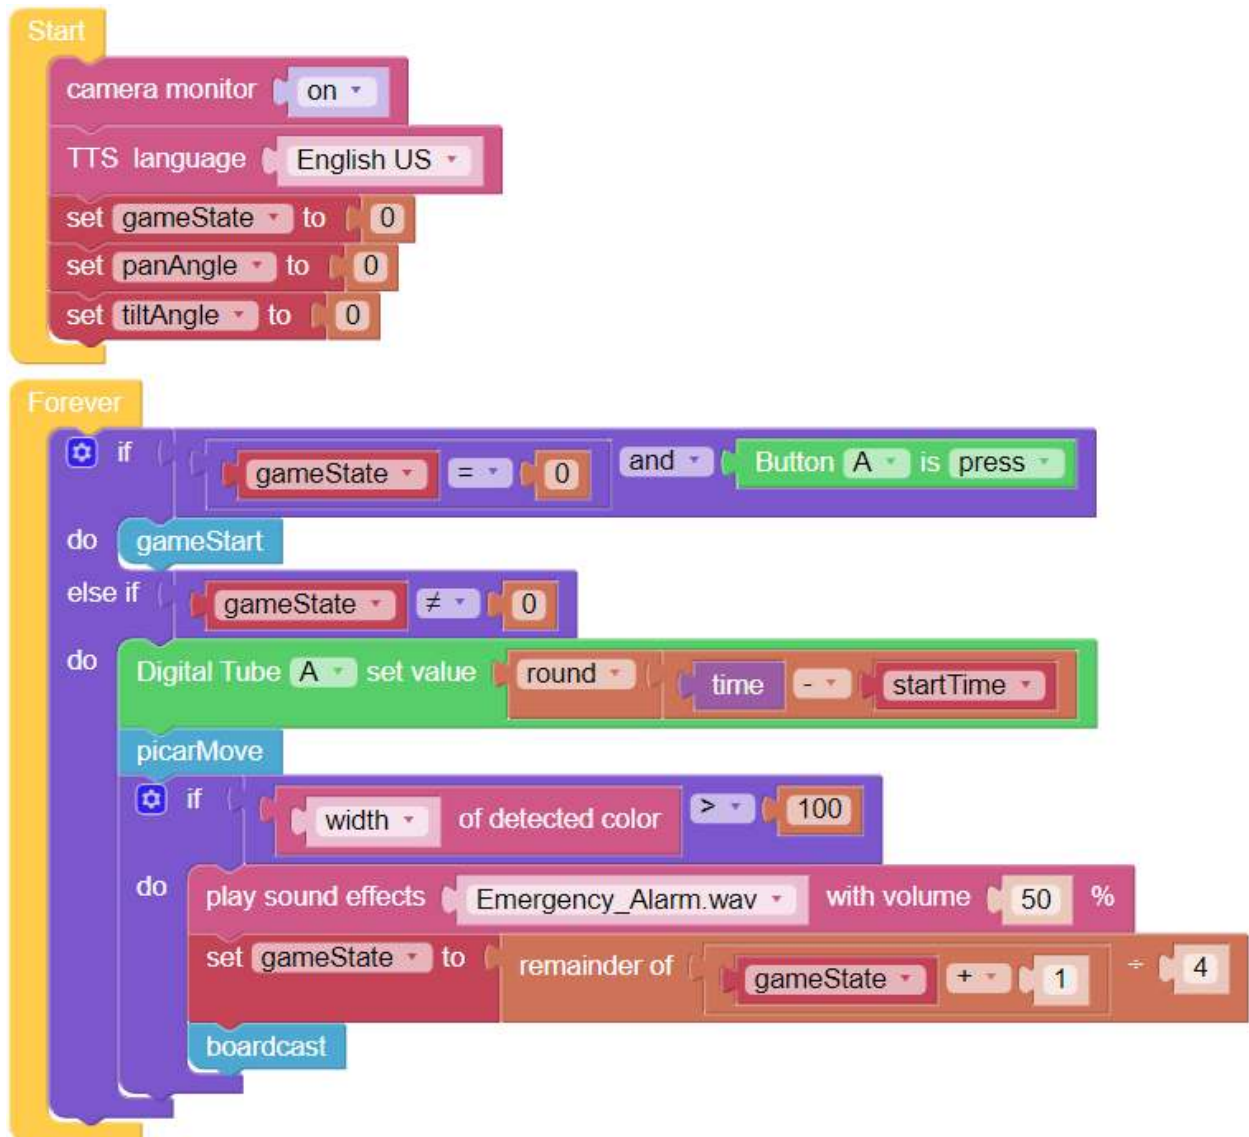 Start
camera monitor on
TTS language English US
set gameState to 0
set panAngle to 0
set tiltAngle to 0
Forever
if gameState = 0 and Button A is press
do gameStart
else if gameState ≠ 0
do Digital Tube A set value round time - startTime
picarMove
if width of detected color > 100
do play sound effects Emergency_Alarm.wav with volume 50 %
set gameState to remainder of gameState + 1 ÷ 4
boardcast